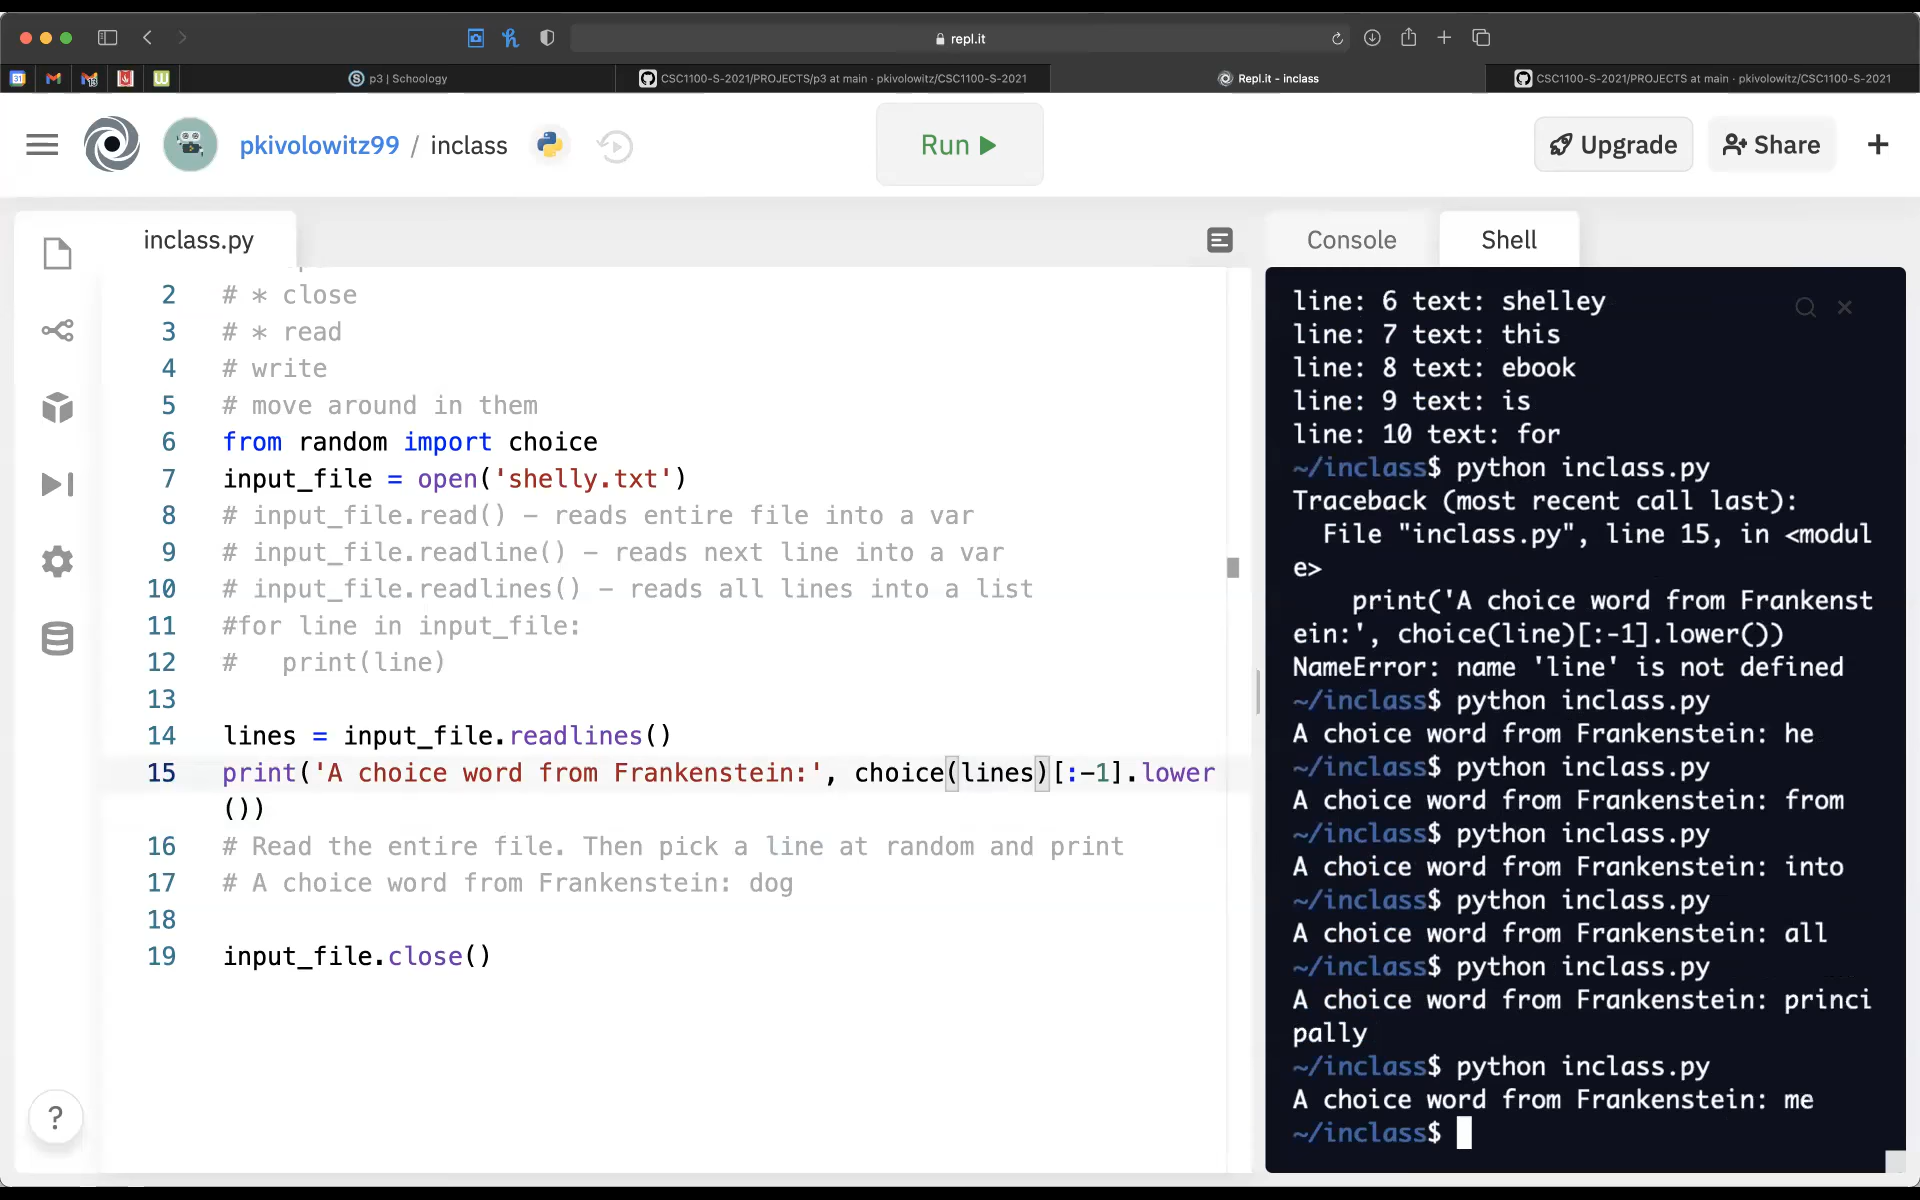 repl.it
31
13
W
S p3 | Schoology
CSC1100-S-2021/PROJECTS/p3 at main · pkivolowitz/CSC1100-S-2021
Repl.it - inclass
CSC1100-S-2021/PROJECTS at main · pkivolowitz/CSC1100-S-2021
pkivolowitz99 / inclass
Run
Upgrade
Share
+
inclass.py
2 # * close
3 # * read
4 # write
5 # move around in them
6 from random import choice
7 input_file = open('shelly.txt')
8 # input_file.read() – reads entire file into a var
9 # input_file.readline() – reads next line into a var
10 # input_file.readlines() – reads all lines into a list
11 #for line in input_file:
12 #   print(line)
13
14 lines = input_file.readlines()
15 print('A choice word from Frankenstein:', choice(lines)[:-1].lower
())
16 # Read the entire file. Then pick a line at random and print
17 # A choice word from Frankenstein: dog
18
19 input_file.close()
?
Console
Shell
line: 6 text: shelley
line: 7 text: this
line: 8 text: ebook
line: 9 text: is
line: 10 text: for
~/inclass$ python inclass.py
Traceback (most recent call last):
  File "inclass.py", line 15, in <modul
e>
    print('A choice word from Frankenst
ein:', choice(line)[:-1].lower())
NameError: name 'line' is not defined
~/inclass$ python inclass.py
A choice word from Frankenstein: he
~/inclass$ python inclass.py
A choice word from Frankenstein: from
~/inclass$ python inclass.py
A choice word from Frankenstein: into
~/inclass$ python inclass.py
A choice word from Frankenstein: all
~/inclass$ python inclass.py
A choice word from Frankenstein: princi
pally
~/inclass$ python inclass.py
A choice word from Frankenstein: me
~/inclass$